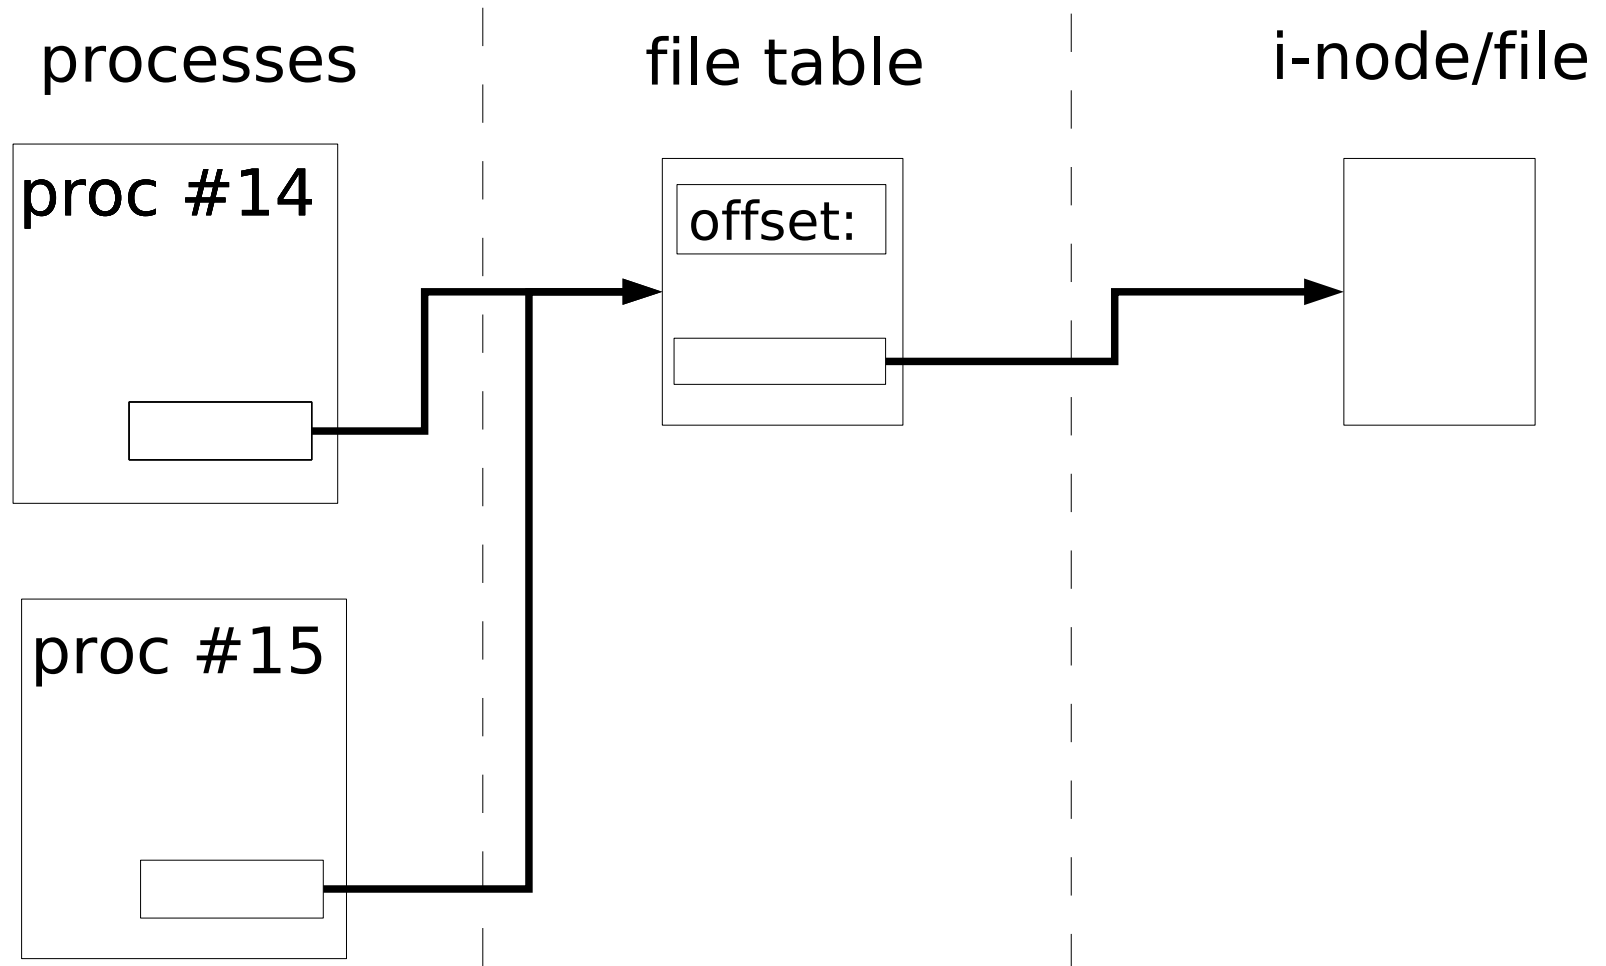 processes
file table
i-node/file
proc #14
offset:
proc #15